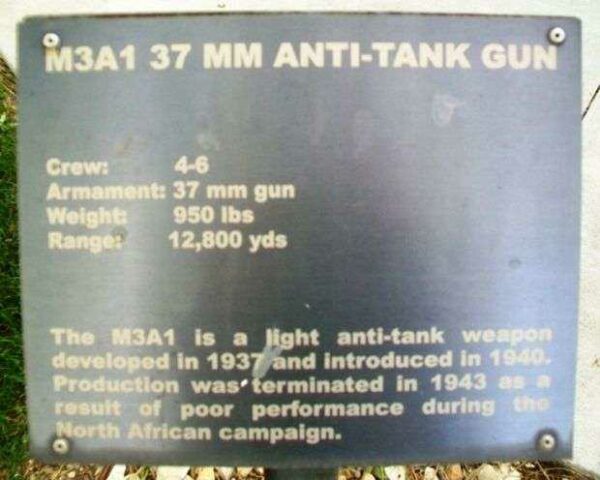 M3A1 37 MM ANTI-TANK GUN
Crew: 4-6
Armament: 37 mm gun
Weight: 950 lbs
Range: 12,800 yds
The M3A1 is a light anti-tank weapon
developed in 1937 and introduced in 1940.
Production was terminated in 1943 as a
result of poor performance during the
North African campaign.